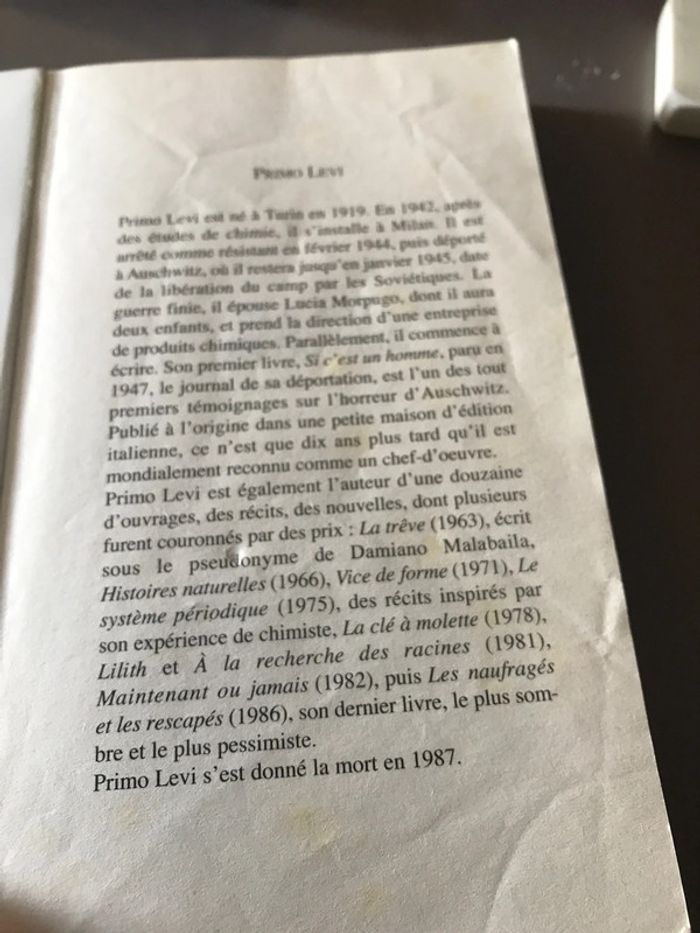 PRIMO LEVI
Primo Levi est né à Turin en 1919. En 1942, après
des études de chimie, il s'installe à Milan. Il est
arrêté comme résistant en février 1944, puis déporté
à Auschwitz, où il restera jusqu'en janvier 1945, date
de la libération du camp par les Soviétiques. La
guerre finie, il épouse Lucia Morpugo, dont il aura
deux enfants, et prend la direction d'une entreprise
de produits chimiques. Parallèlement, il commence à
écrire. Son premier livre, Si c'est un homme, paru en
1947, le journal de sa déportation, est l'un des tout
premiers témoignages sur l'horreur d'Auschwitz.
Publié à l'origine dans une petite maison d'édition
italienne, ce n'est que dix ans plus tard qu'il est
mondialement reconnu comme un chef-d'oeuvre.
Primo Levi est également l'auteur d'une douzaine
d'ouvrages, des récits, des nouvelles, dont plusieurs
furent couronnés par des prix : La trêve (1963), écrit
sous le pseudonyme de Damiano Malabaila,
Histoires naturelles (1966), Vice de forme (1971), Le
système périodique (1975), des récits inspirés par
son expérience de chimiste, La clé à molette (1978),
Lilith et À la recherche des racines (1981),
Maintenant ou jamais (1982), puis Les naufragés
et les rescapés (1986), son dernier livre, le plus som-
bre et le plus pessimiste.
Primo Levi s'est donné la mort en 1987.